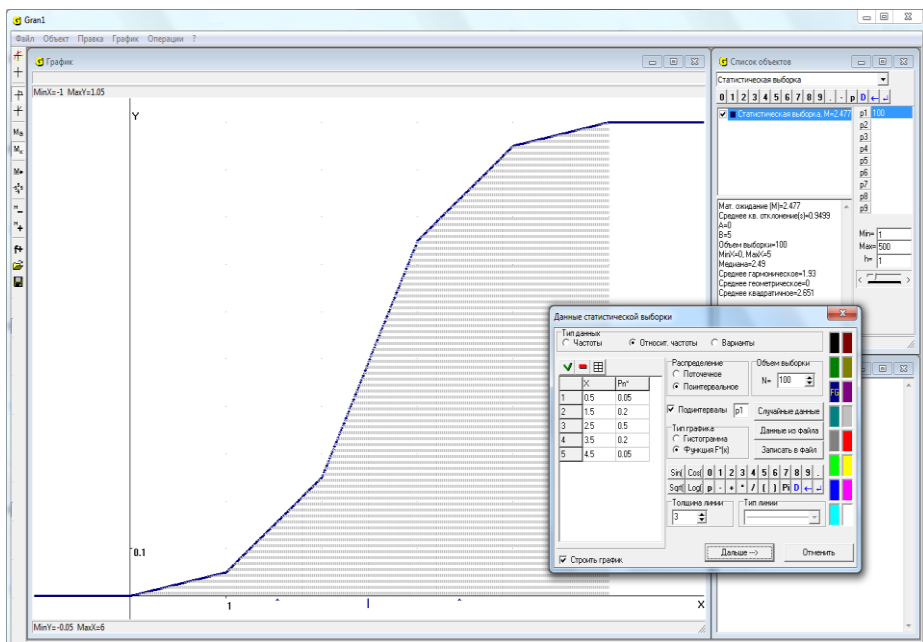 Gran1
Файл Объект Правка График Операции ?
График
MinX=-1 MaxY=1.05
Y
0.1
1
X
MinY=-0.05 MaxX=6
Список объектов
Статистическая выборка
0 1 2 3 4 5 6 7 8 9 . - p D ← ↲
Статистическая выборка, M=2.477
p1 100
p2
p3
p4
p5
p6
p7
p8
p9
Мат. ожидание (M)=2.477
Среднее кв. отклонение(s)=0.9499
A=0
B=5
Объем выборки=100
MinX=0, MaxX=5
Медиана=2.49
Среднее гармоническое=1.93
Среднее геометрическое=0
Среднее квадратичное=2.651
Min= 1
Max= 500
h= 1
Данные статистической выборки
Тип данных
Частоты Относит. частоты Варианты
X Pn*
1 0.5 0.05
2 1.5 0.2
3 2.5 0.5
4 3.5 0.2
5 4.5 0.05
Строить график
Распределение
Поточечное
Поинтервальное
Объем выборки
N= 100
Подинтервалы p1
Случайные данные
Данные из файла
Записать в файл
Тип графика
Гистограмма
Функция F*(x)
Sin( Cos( 0 1 2 3 4 5 6 7 8 9 .
Sqrt( Log( p - + * / ( ) Pi D ← ↲
Толщина линии
3
Тип линии
Дальше -->
Отменить
FG